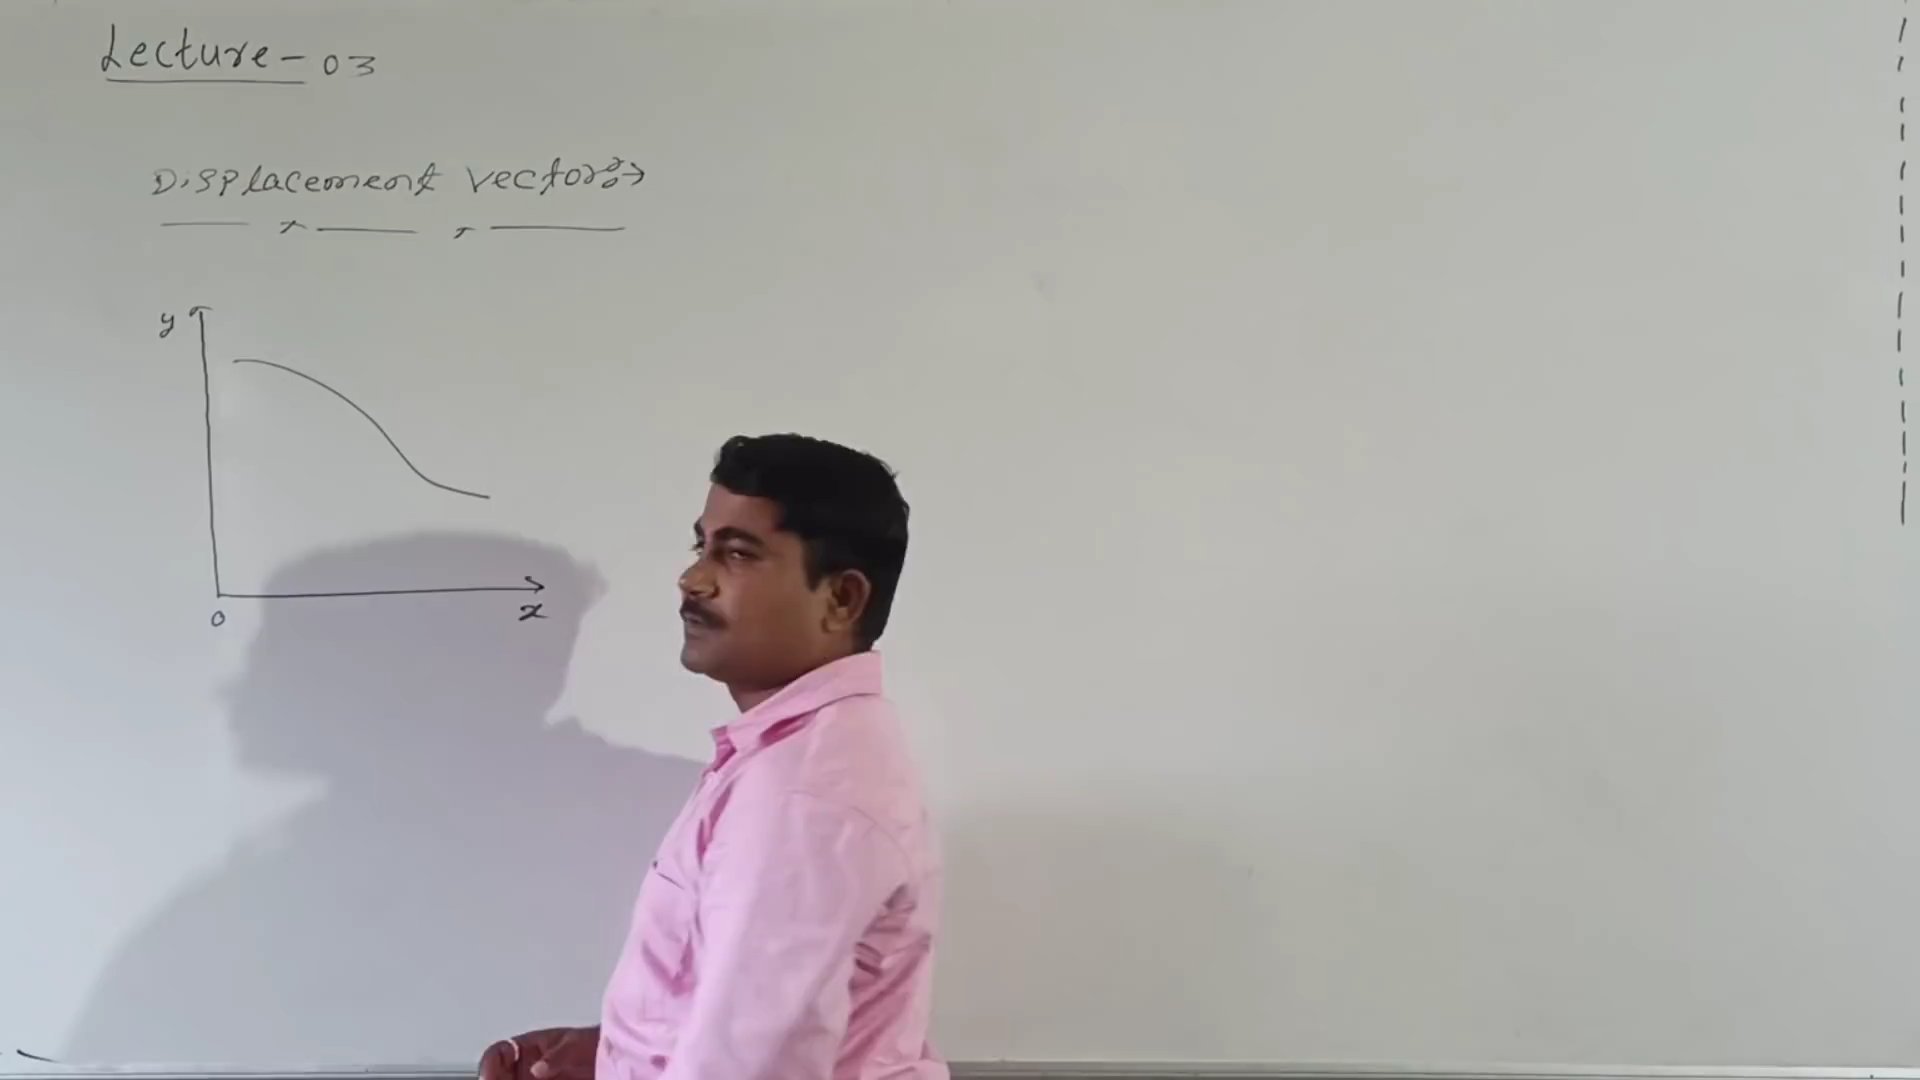 Lecture - 03
Displacement vector:→
y
0
x